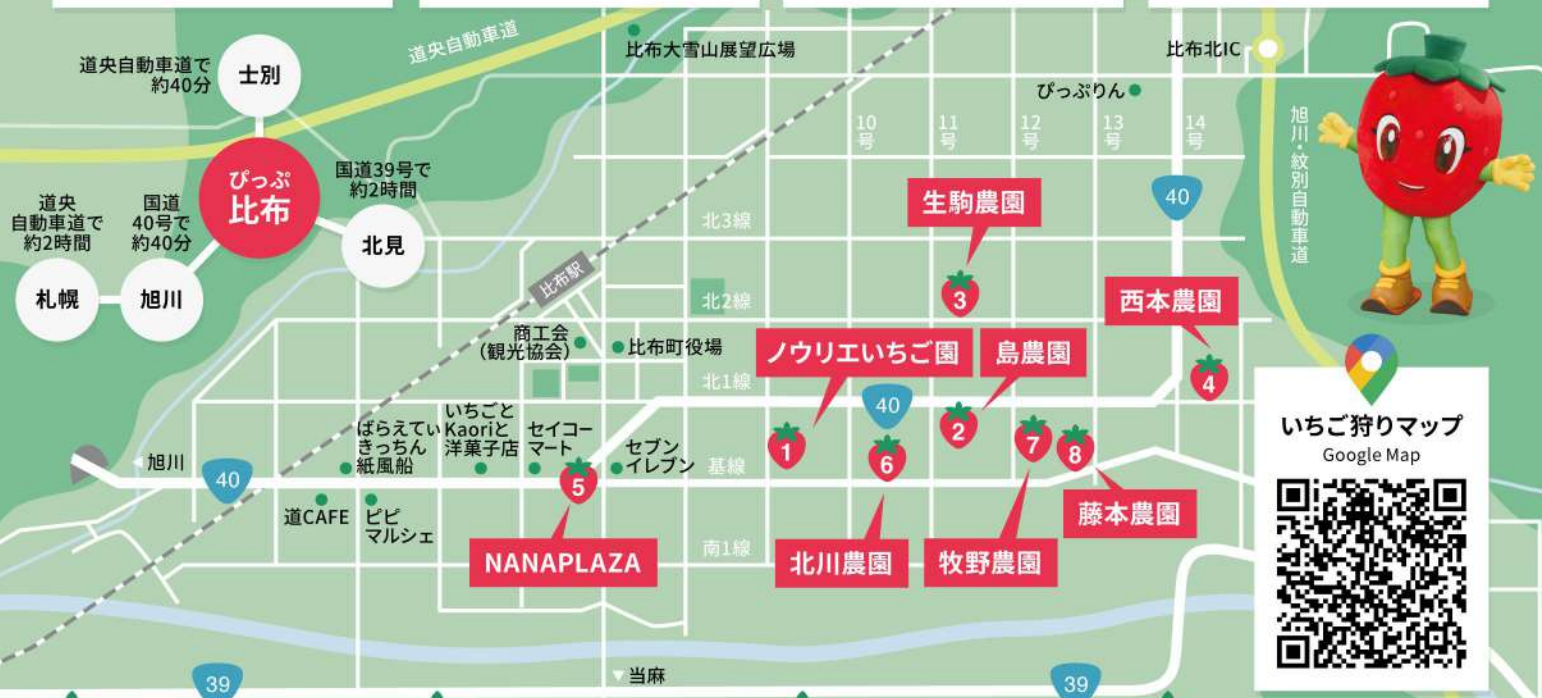 道央自動車道
比布大雪山展望広場
比布北IC
ぴっぷりん
道央自動車道で
約40分
士別
ぴっぷ
比布
国道39号で
約2時間
北見
道央
自動車道で
約2時間
国道
40号で
約40分
札幌
旭川
10号
11号
12号
13号
14号
40
旭川・紋別自動車道
北3線
生駒農園
3
比布駅
北2線
西本農園
4
商工会
(観光協会)
比布町役場
ノウリエいちご園
島農園
北1線
40
1
2
6
7
8
いちごと
Kaoriと
洋菓子店
ばらえてぃ
きっちん
紙風船
セイコー
マート
セブン
イレブン
基線
旭川
40
5
道CAFE
ピピ
マルシェ
NANAPLAZA
南1線
北川農園
牧野農園
藤本農園
いちご狩りマップ
Google Map
当麻
39
39